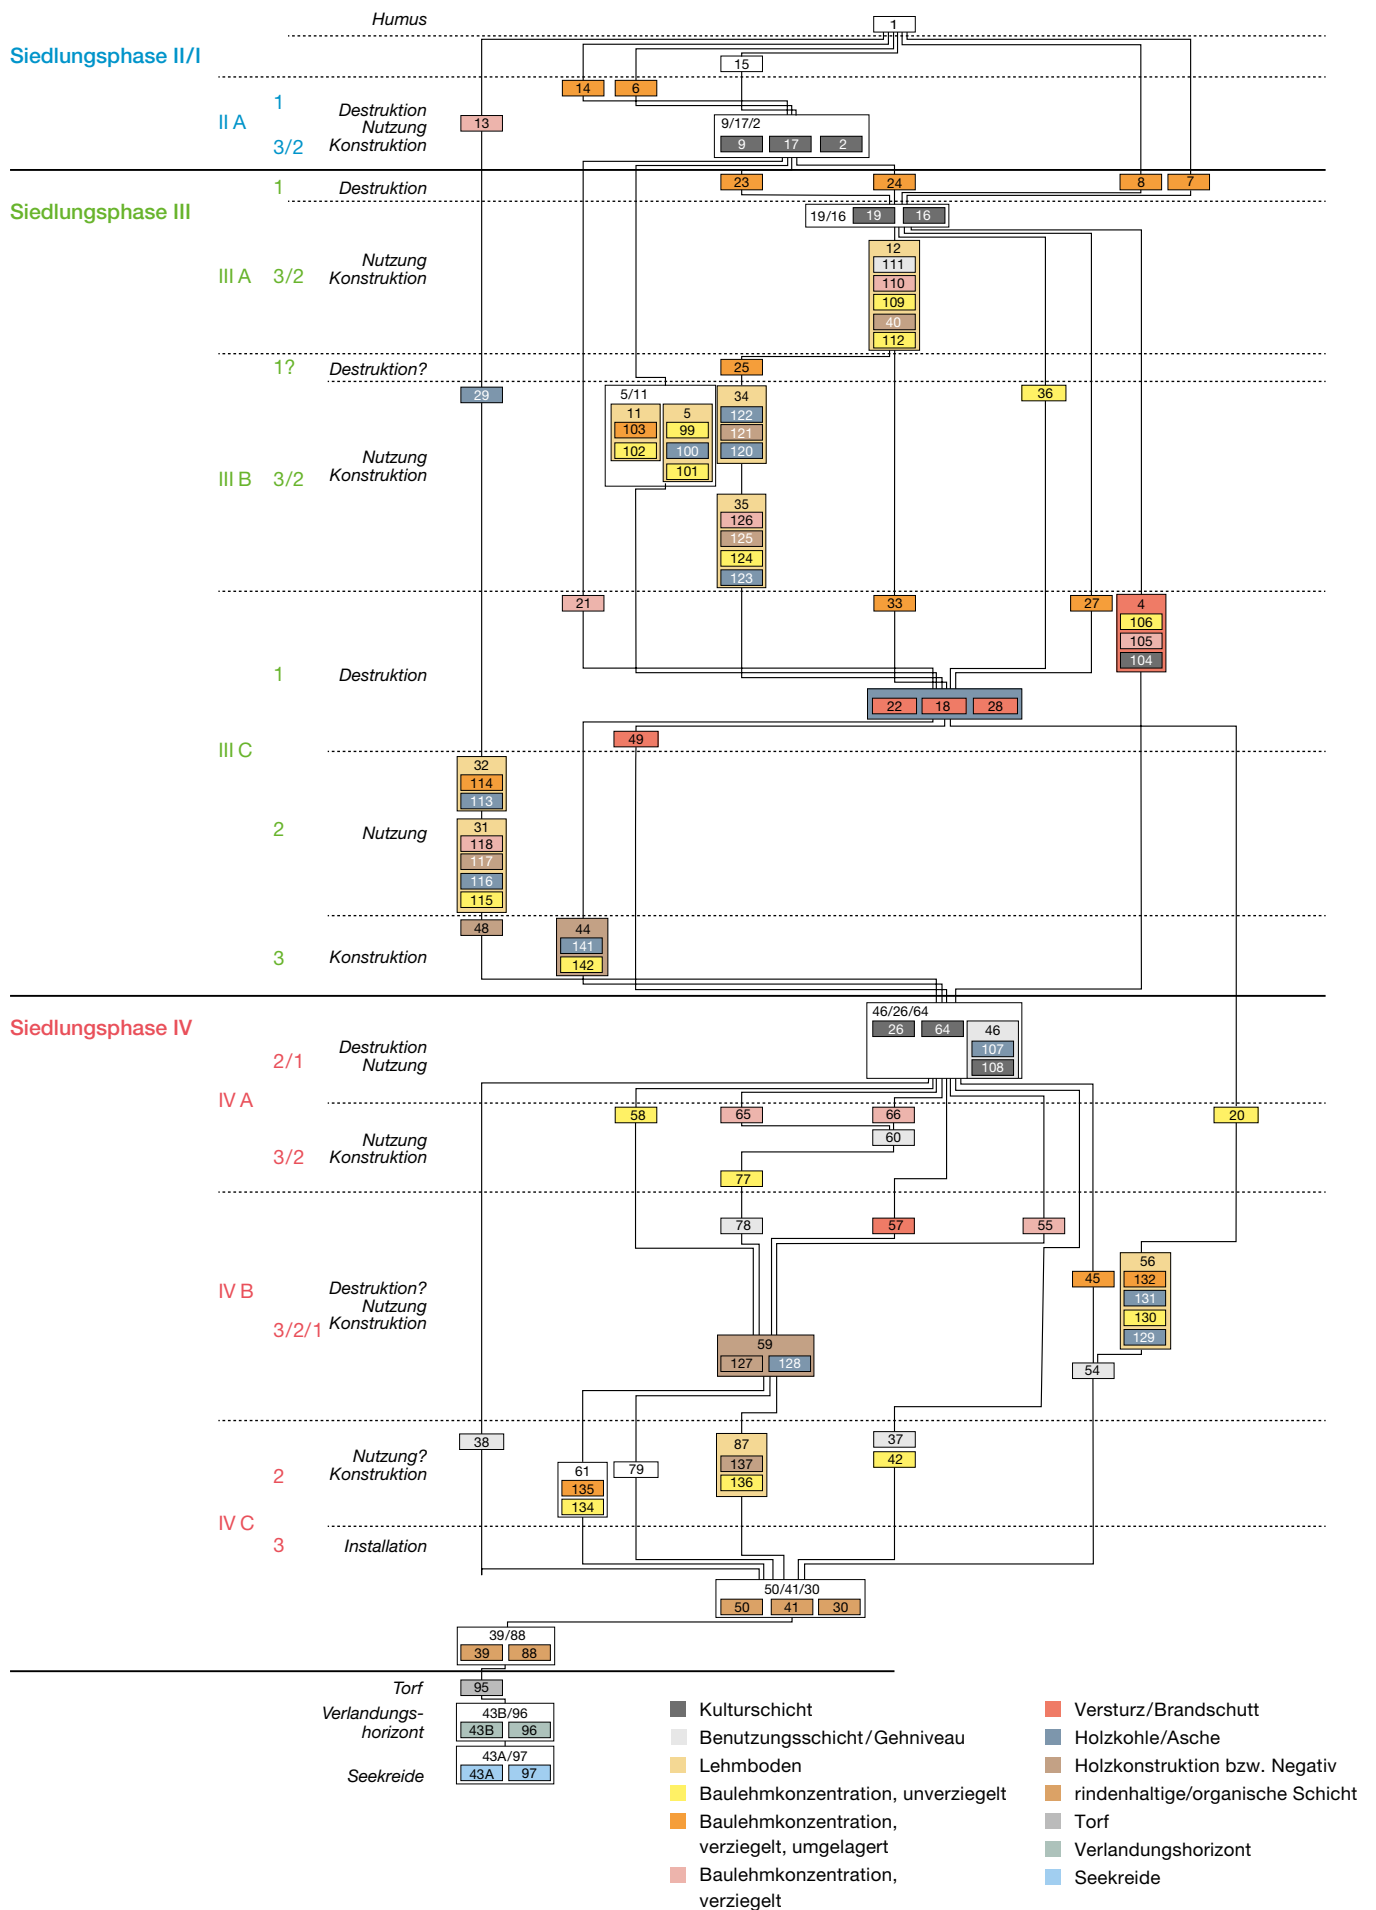 Humus
1
Siedlungsphase II/I
15
14
6
1
Destruktion
II A
Nutzung
13
9/17/2
3/2
Konstruktion
9
17
2
1
Destruktion
23
24
8
7
Siedlungsphase III
19/16
19
16
12
Nutzung
111
III A
3/2
Konstruktion
110
109
40
112
1?
Destruktion?
25
29
5/11
34
36
11
5
122
103
99
121
102
100
120
Nutzung
101
III B
3/2
Konstruktion
35
126
125
124
123
21
33
27
4
106
105
104
1
Destruktion
22
18
28
49
III C
32
114
113
2
Nutzung
31
118
117
116
115
48
44
141
3
Konstruktion
142
46/26/64
Siedlungsphase IV
26
64
46
2/1
Destruktion
107
Nutzung
108
IV A
58
65
66
20
60
Nutzung
3/2
Konstruktion
77
78
57
55
56
45
132
131
IV B
Destruktion?
130
Nutzung
129
3/2/1
Konstruktion
59
127
128
54
38
37
Nutzung?
87
42
2
Konstruktion
61
79
137
135
136
134
IV C
3
Installation
50/41/30
50
41
30
39/88
39
88
Torf
95
Verlandungs-
horizont
43B/96
43B
96
43A/97
Seekreide
43A
97
Kulturschicht
Benutzungsschicht/Gehniveau
Lehmboden
Baulehmkonzentration, unverziegelt
Baulehmkonzentration,
verziegelt, umgelagert
Baulehmkonzentration,
verziegelt
Versturz/Brandschutt
Holzkohle/Asche
Holzkonstruktion bzw. Negativ
rindenhaltige/organische Schicht
Torf
Verlandungshorizont
Seekreide